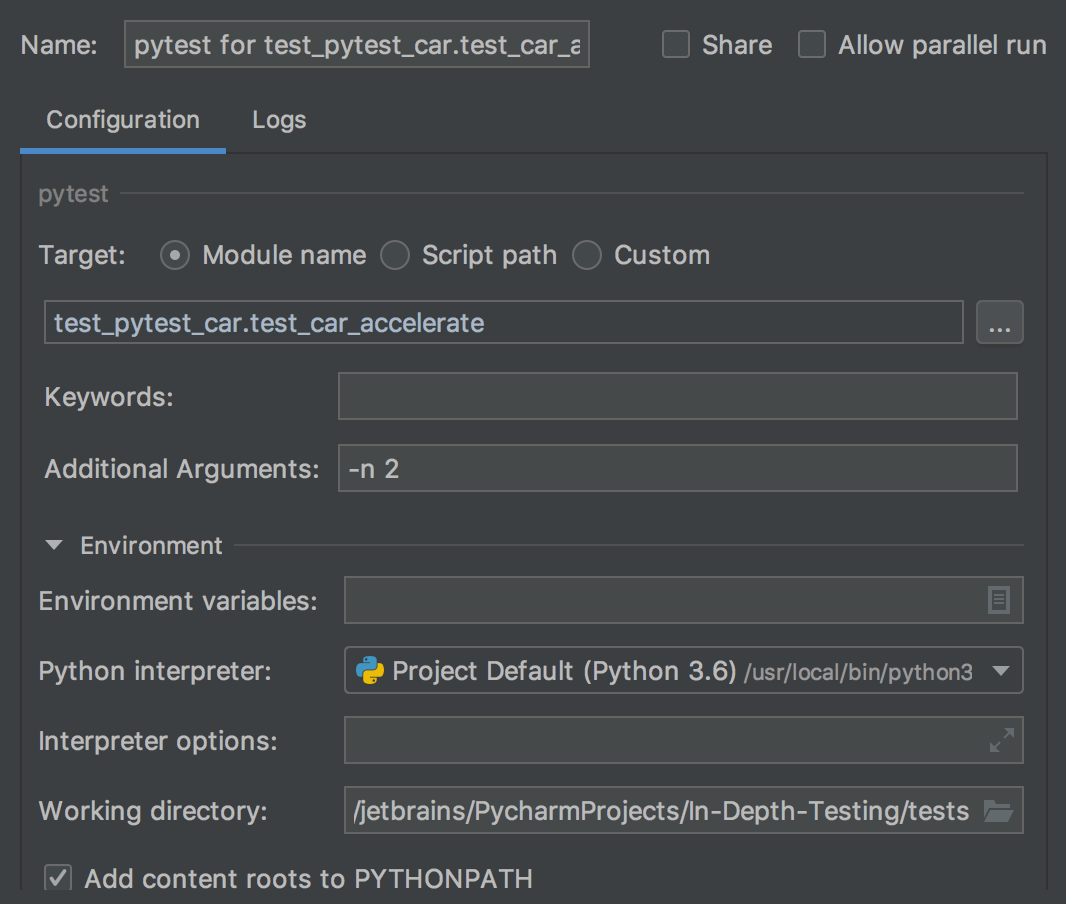 Name: pytest for test_pytest_car.test_car_a Share Allow parallel run
Configuration Logs
pytest
Target: Module name Script path Custom
test_pytest_car.test_car_accelerate ...
Keywords:
Additional Arguments: -n 2
Environment
Environment variables:
Python interpreter: Project Default (Python 3.6) /usr/local/bin/python3
Interpreter options:
Working directory: /jetbrains/PycharmProjects/In-Depth-Testing/tests
Add content roots to PYTHONPATH